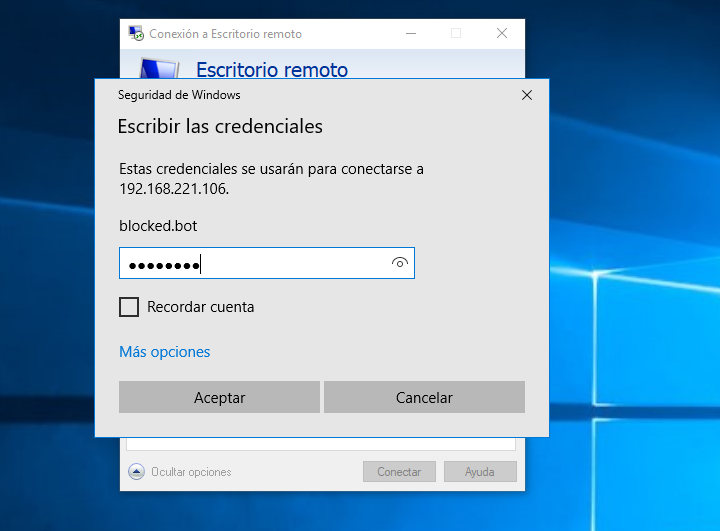 Conexión a Escritorio remoto
Escritorio remoto
Seguridad de Windows
Escribir las credenciales
Estas credenciales se usarán para conectarse a
192.168.221.106.
blocked.bot
●●●●●●●●
Recordar cuenta
Más opciones
Aceptar
Cancelar
Ocultar opciones
Conectar
Ayuda